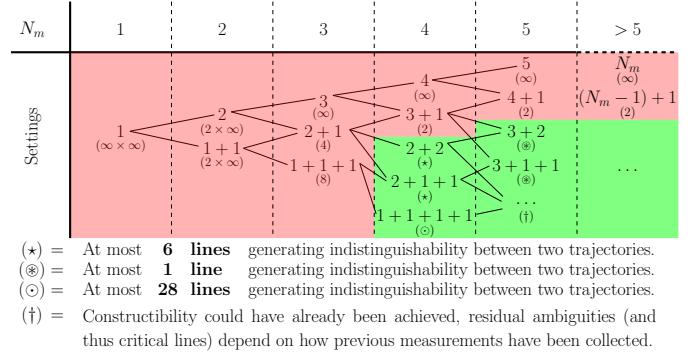 N_m 1 2 3 4 5 > 5
Settings
5 N_m
(∞) (∞)
4
(∞)
4 + 1 (N_m − 1) + 1
(2) (2)
3
(∞)
2 3 + 1
(2 × ∞) (2)
1 2 + 1 3 + 2
(∞ × ∞) (4) (⊛)
1 + 1 2 + 2
(2 × ∞) (⋆)
1 + 1 + 1 3 + 1 + 1 …
(8) (⊛)
2 + 1 + 1
(⋆)
…
(†)
1 + 1 + 1 + 1
(⊙)
(⋆) = At most 6 lines generating indistinguishability between two trajectories.
(⊛) = At most 1 line generating indistinguishability between two trajectories.
(⊙) = At most 28 lines generating indistinguishability between two trajectories.
(†) = Constructibility could have already been achieved, residual ambiguities (and
thus critical lines) depend on how previous measurements have been collected.